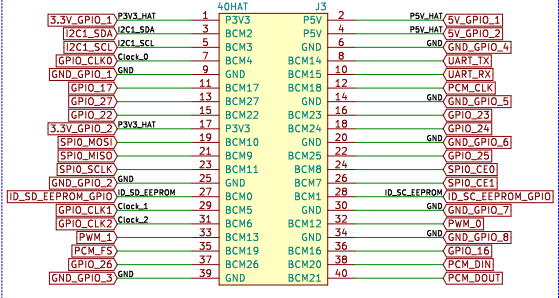 40HAT J3
3.3V_GPIO_1 P3V3_HAT 1 P3V3 P5V 2 P5V_HAT 5V_GPIO_1
I2C1_SDA I2C1_SDA 3 BCM2 P5V 4 P5V_HAT 5V_GPIO_2
I2C1_SCL I2C1_SCL 5 BCM3 GND 6 GND GND_GPIO_4
GPIO_CLK0 Clock_0 7 BCM4 BCM14 8 UART_TX
GND_GPIO_1 GND 9 GND BCM15 10 UART_RX
GPIO_17 11 BCM17 BCM18 12 PCM_CLK
GPIO_27 13 BCM27 GND 14 GND GND_GPIO_5
GPIO_22 15 BCM22 BCM23 16 GPIO_23
3.3V_GPIO_2 P3V3_HAT 17 P3V3 BCM24 18 GPIO_24
SPI0_MOSI 19 BCM10 GND 20 GND GND_GPIO_6
SPI0_MISO 21 BCM9 BCM25 22 GPIO_25
SPI0_SCLK 23 BCM11 BCM8 24 SPI0_CE0
GND_GPIO_2 GND 25 GND BCM7 26 SPI0_CE1
ID_SD_EEPROM_GPIO ID_SD_EEPROM 27 BCM0 BCM1 28 ID_SC_EEPROM ID_SC_EEPROM_GPIO
GPIO_CLK1 Clock_1 29 BCM5 GND 30 GND GND_GPIO_7
GPIO_CLK2 Clock_2 31 BCM6 BCM12 32 PWM_0
PWM_1 33 BCM13 GND 34 GND GND_GPIO_8
PCM_FS 35 BCM19 BCM16 36 GPIO_16
GPIO_26 37 BCM26 BCM20 38 PCM_DIN
GND_GPIO_3 GND 39 GND BCM21 40 PCM_DOUT